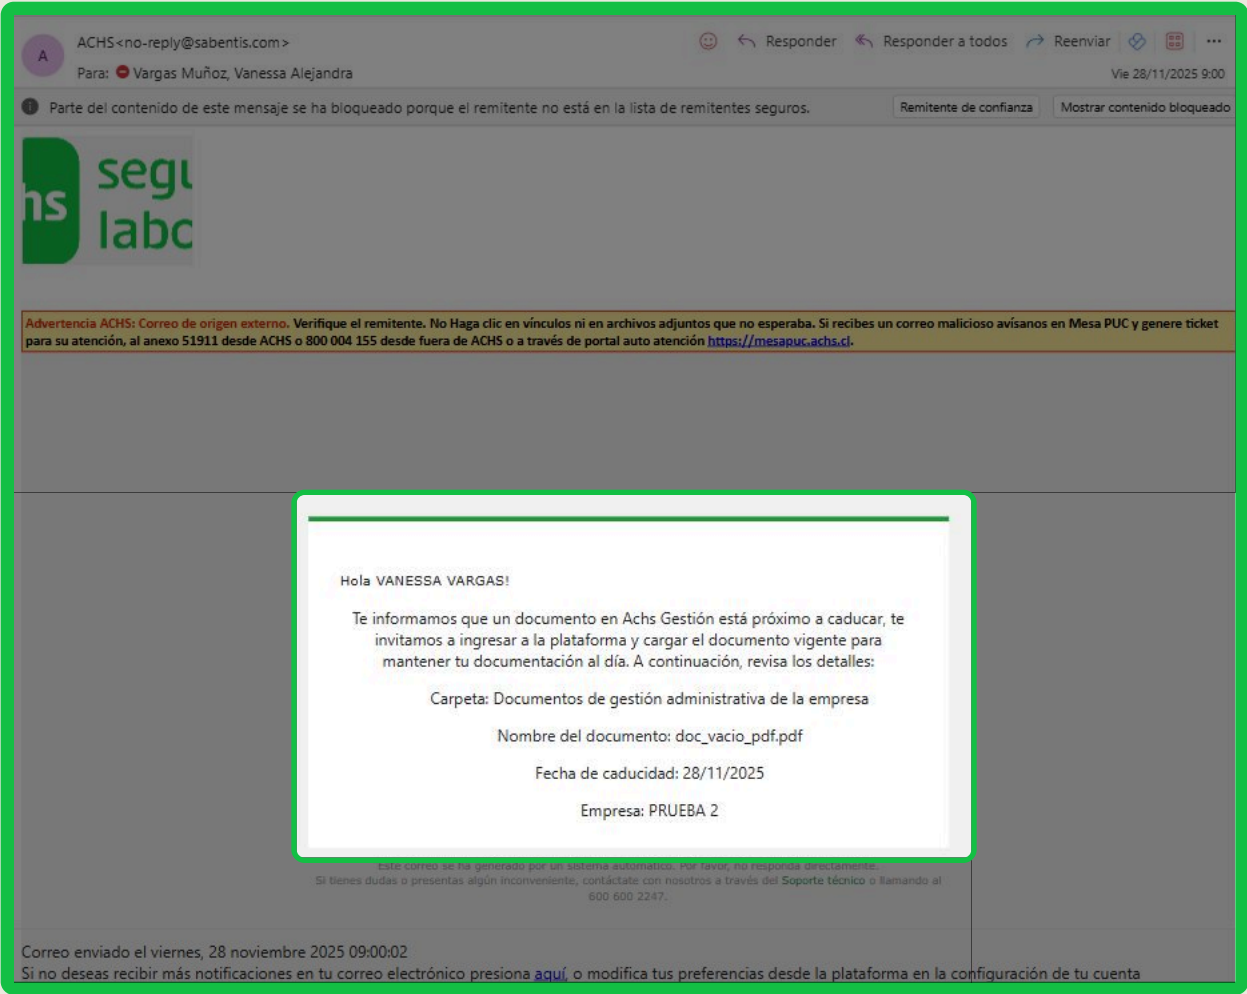 A
ACHS<no-reply@sabentis.com>
Responder
Responder a todos
Reenviar
Para: Vargas Muñoz, Vanessa Alejandra
Vie 28/11/2025 9:00
Parte del contenido de este mensaje se ha bloqueado porque el remitente no está en la lista de remitentes seguros.
Remitente de confianza
Mostrar contenido bloqueado
hs
segu
labo
Advertencia ACHS: Correo de origen externo. Verifique el remitente. No Haga clic en vínculos ni en archivos adjuntos que no esperaba. Si recibes un correo malicioso avísanos en Mesa PUC y genere ticket
para su atención, al anexo 51911 desde ACHS o 800 004 155 desde fuera de ACHS o a través de portal auto atención https://mesapuc.achs.cl.
Hola VANESSA VARGAS!
Te informamos que un documento en Achs Gestión está próximo a caducar, te
invitamos a ingresar a la plataforma y cargar el documento vigente para
mantener tu documentación al día. A continuación, revisa los detalles:
Carpeta: Documentos de gestión administrativa de la empresa
Nombre del documento: doc_vacio_pdf.pdf
Fecha de caducidad: 28/11/2025
Empresa: PRUEBA 2
Este correo se ha generado por un sistema automático. Por favor, no responda directamente.
Si tienes dudas o presentas algún inconveniente, contáctate con nosotros a través del Soporte técnico o llamando al
600 600 2247.
Correo enviado el viernes, 28 noviembre 2025 09:00:02
Si no deseas recibir más notificaciones en tu correo electrónico presiona aquí, o modifica tus preferencias desde la plataforma en la configuración de tu cuenta